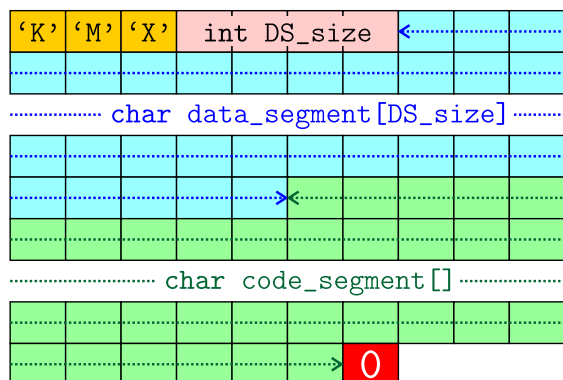 ‘K’ ‘M’ ‘X’ int DS_size
char data_segment[DS_size]
char code_segment[]
0